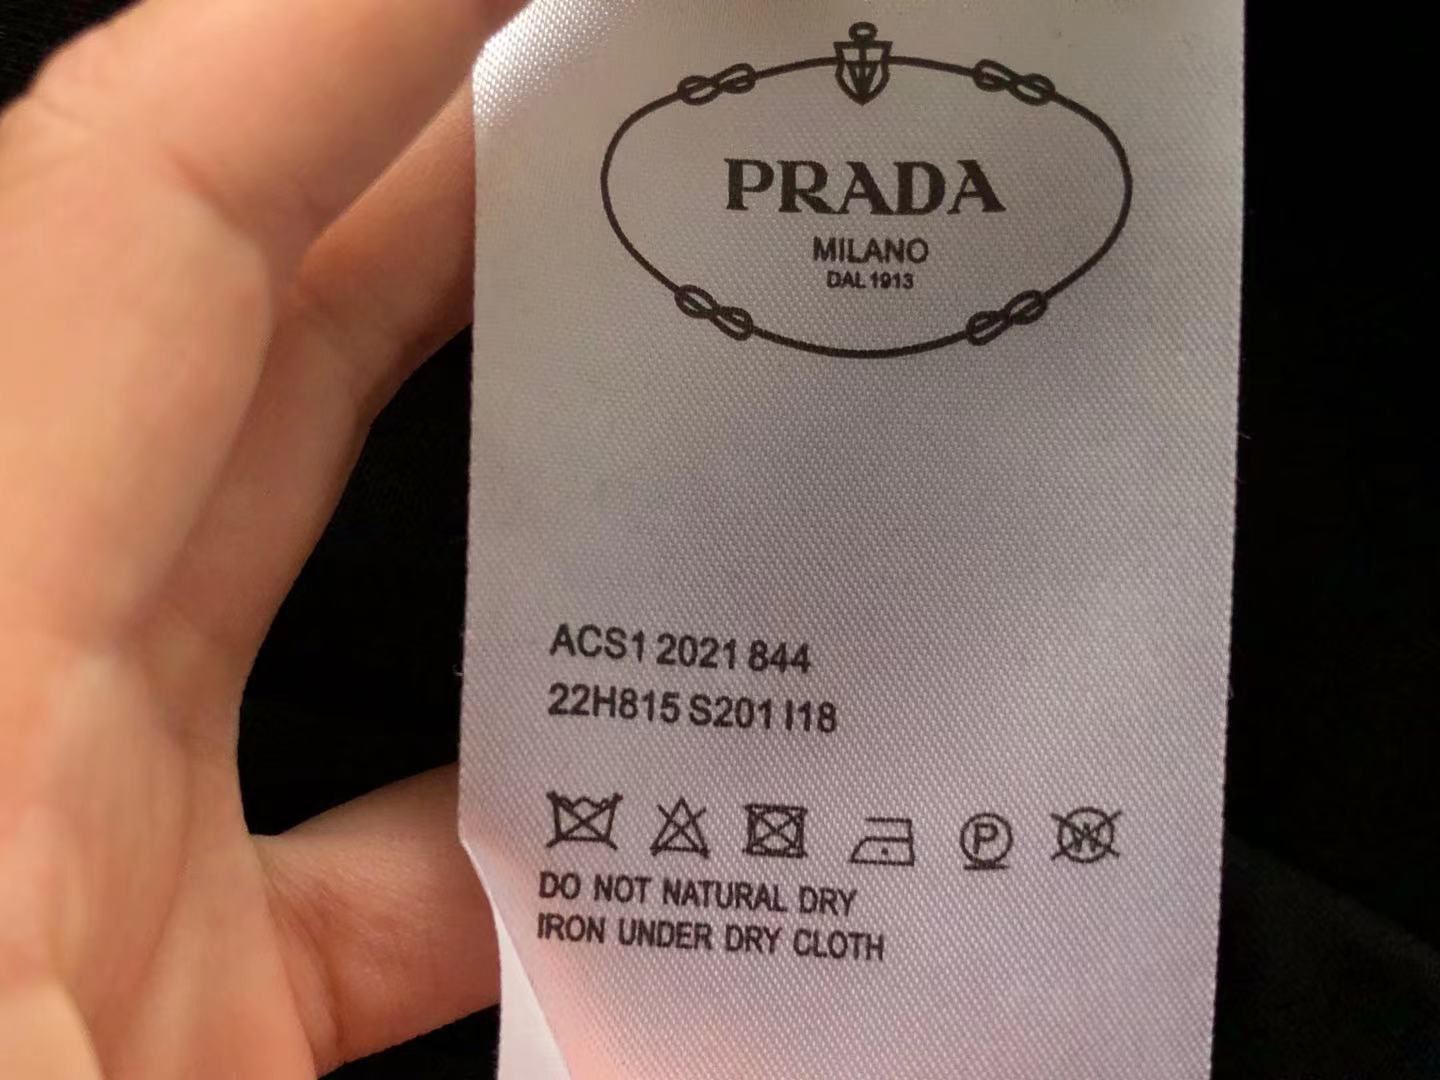 PRADA
MILANO
DAL 1913
ACS1 2021 844
22H815 S201 I18
P W
DO NOT NATURAL DRY
IRON UNDER DRY CLOTH